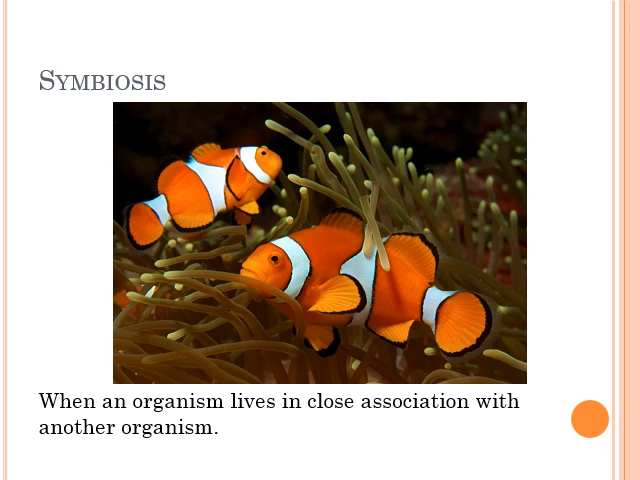 Symbiosis
When an organism lives in close association with
another organism.